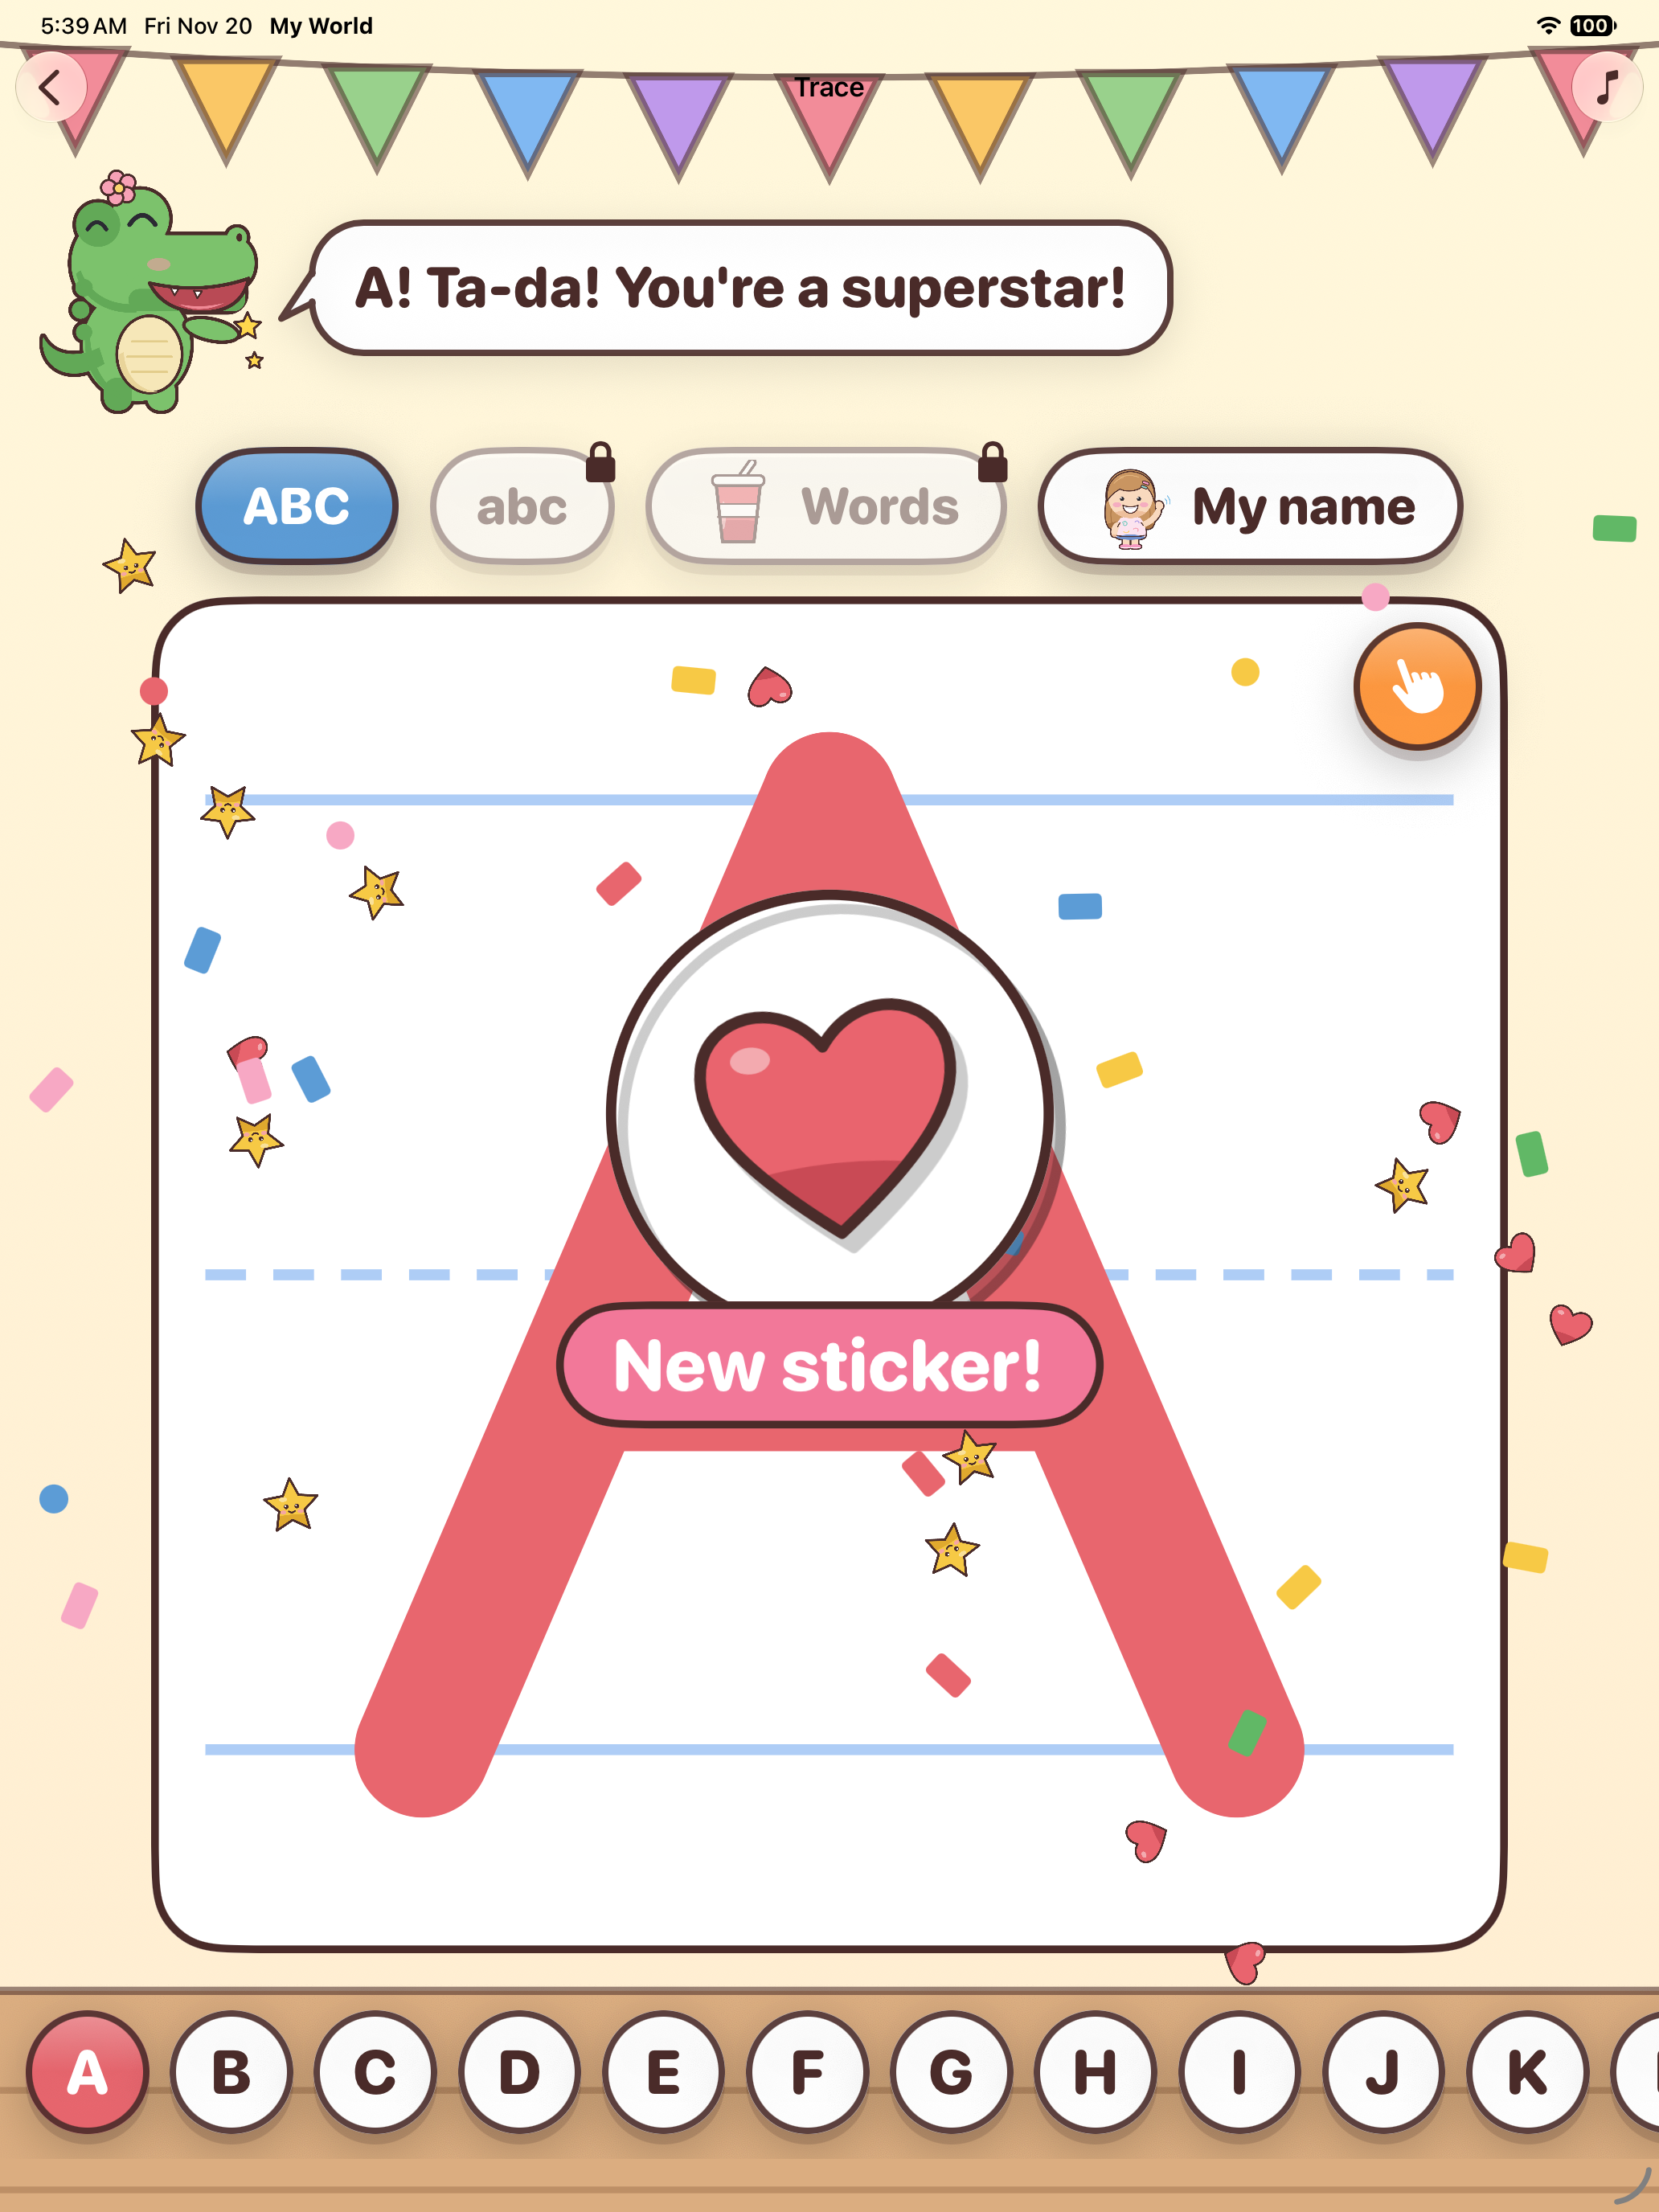 5:39 AM Fri Nov 20 My World
100
Trace
A! Ta-da! You're a superstar!
ABC
abc
Words
My name
New sticker!
A B C D E F G H I J K